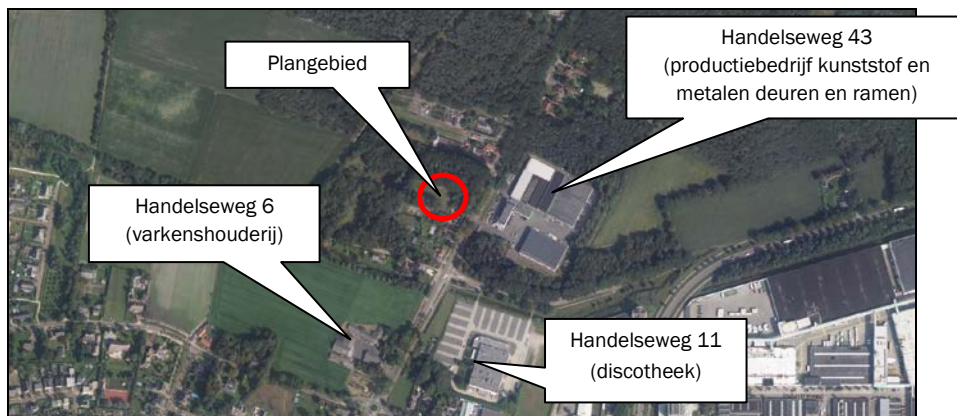 Plangebied
Handelseweg 43
(productiebedrijf kunststof en
metalen deuren en ramen)
Handelseweg 6
(varkenshouderij)
Handelseweg 11
(discotheek)